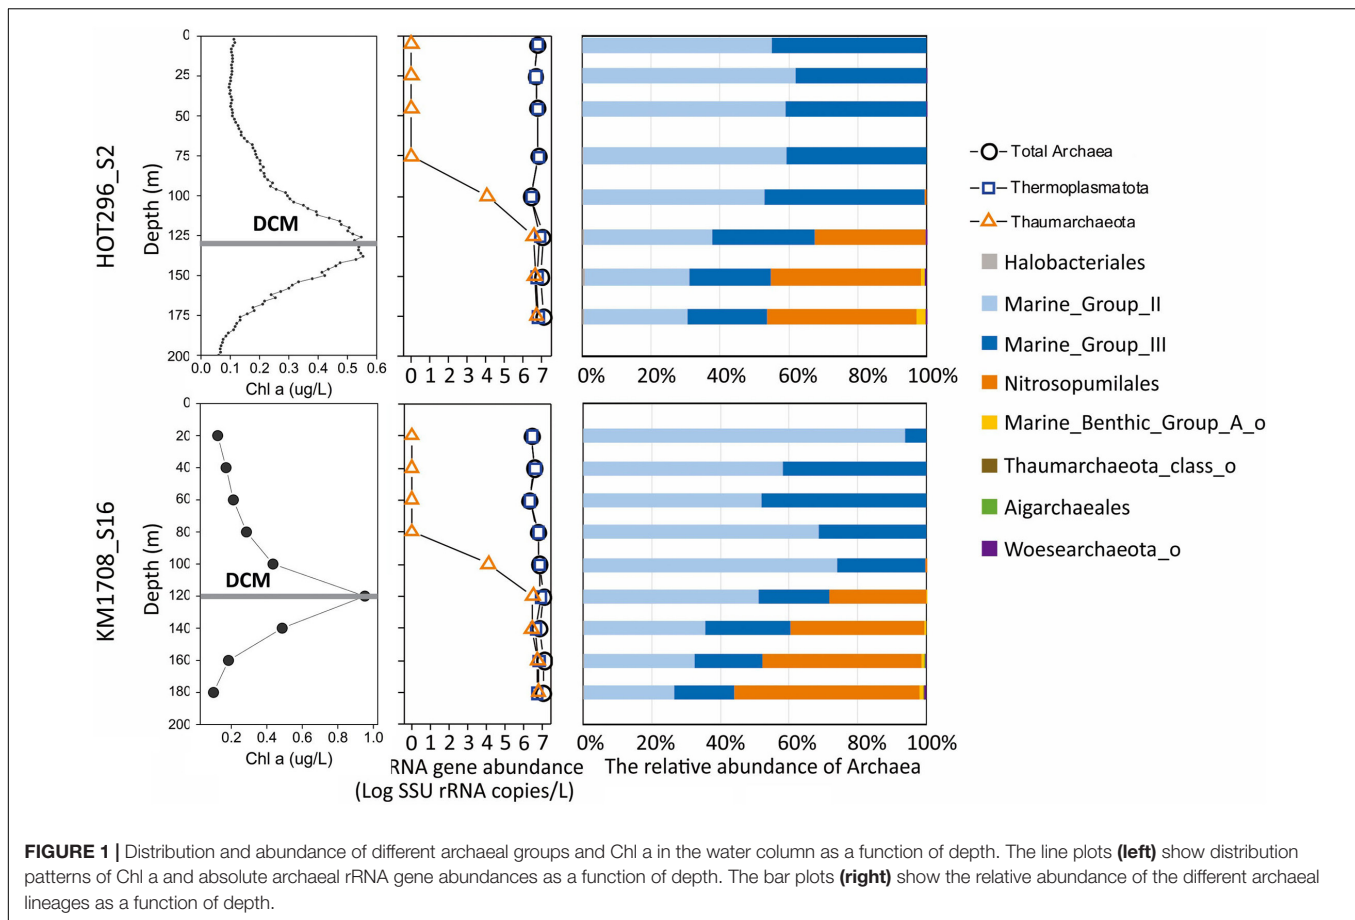 HOT296_S2
Depth (m)
0
25
50
75
100
125
150
175
200
DCM
0.0 0.1 0.2 0.3 0.4 0.5 0.6
Chl a (ug/L)
0 1 2 3 4 5 6 7
0% 20% 40% 60% 80% 100%
Total Archaea
Thermoplasmatota
Thaumarchaeota
Halobacteriales
Marine_Group_II
Marine_Group_III
Nitrosopumilales
Marine_Benthic_Group_A_o
Thaumarchaeota_class_o
Aigarchaeales
Woesearchaeota_o
KM1708_S16
Depth (m)
0
20
40
60
80
100
120
140
160
180
200
DCM
0.2 0.4 0.6 0.8 1.0
Chl a (ug/L)
0 1 2 3 4 5 6 7
RNA gene abundance
(Log SSU rRNA copies/L)
0% 20% 40% 60% 80% 100%
The relative abundance of Archaea
FIGURE 1 | Distribution and abundance of different archaeal groups and Chl a in the water column as a function of depth. The line plots (left) show distribution
patterns of Chl a and absolute archaeal rRNA gene abundances as a function of depth. The bar plots (right) show the relative abundance of the different archaeal
lineages as a function of depth.